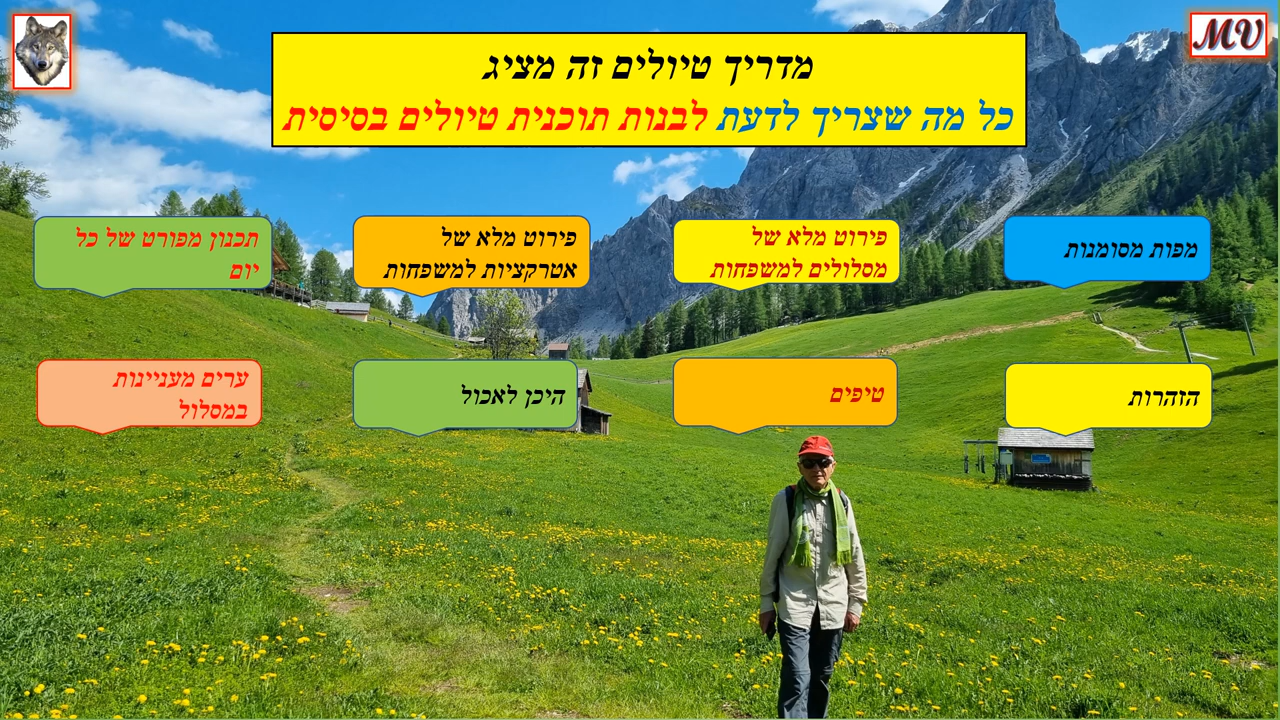 MV
מדריך טיולים זה מציג
כל מה שצריך לדעת לבנות תוכנית טיולים בסיסית
מפות מסומנות
פירוט מלא של
מסלולים למשפחות
פירוט מלא של
אטרקציות למשפחות
תכנון מפורט של כל
יום
הזהרות
טיפים
היכן לאכול
ערים מעניינות
במסלול